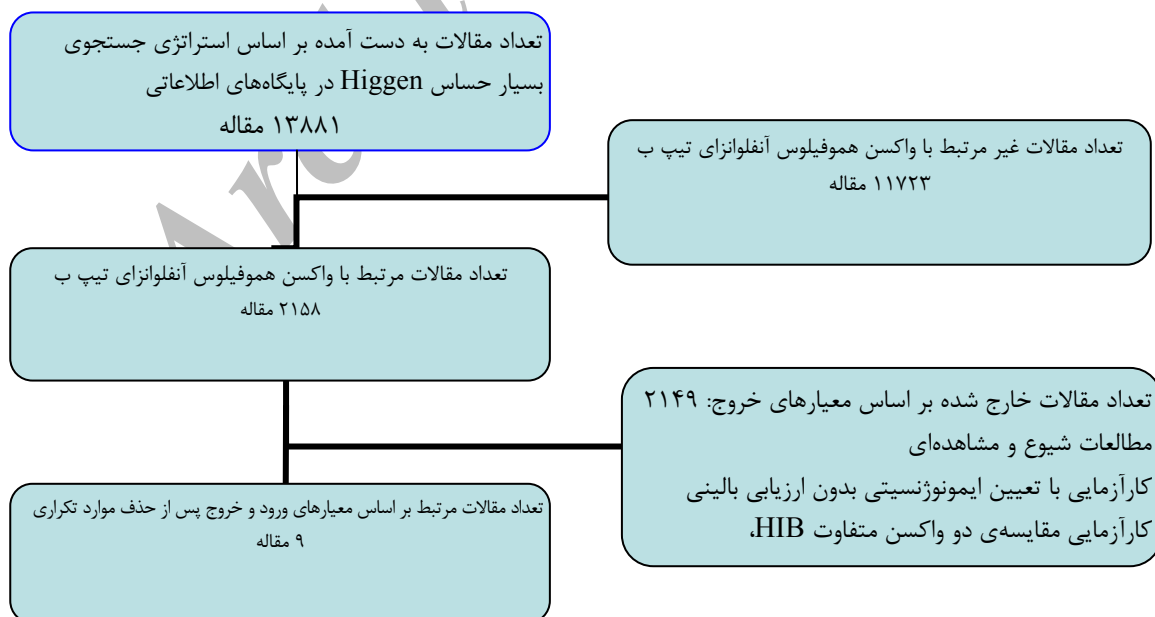 تعداد مقالات به دست آمده بر اساس استراتژی جستجوی
بسیار حساس Higgen در پایگاه‌های اطلاعاتی
۱۳۸۸۱ مقاله
تعداد مقالات غیر مرتبط با واکسن هموفیلوس آنفلوانزای تیپ ب
۱۱۷۲۳ مقاله
تعداد مقالات مرتبط با واکسن هموفیلوس آنفلوانزای تیپ ب
۲۱۵۸ مقاله
تعداد مقالات خارج شده بر اساس معیارهای خروج: ۲۱۴۹
مطالعات شیوع و مشاهده‌ای
کارآزمایی با تعیین ایمونوژنسیتی بدون ارزیابی بالینی
کارآزمایی مقایسه‌ی دو واکسن متفاوت HIB،
تعداد مقالات مرتبط بر اساس معیارهای ورود و خروج پس از حذف موارد تکراری
۹ مقاله